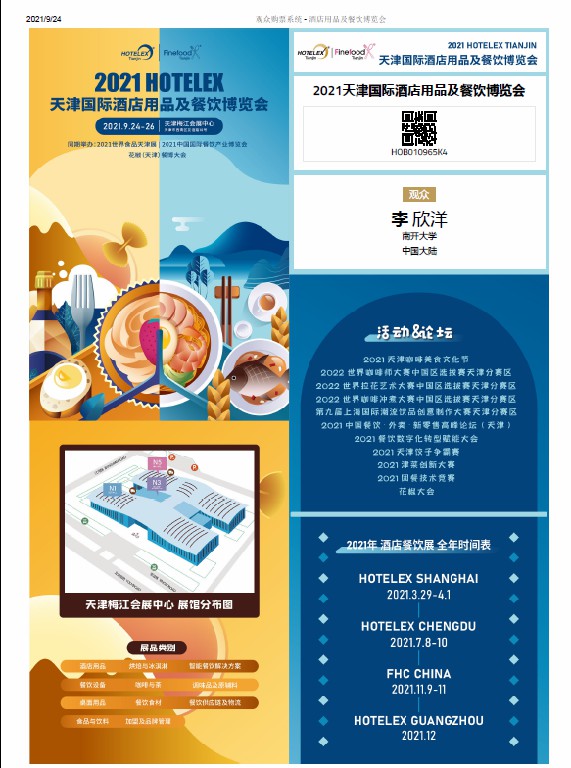 2021/9/24
观众购票系统 - 酒店用品及餐饮博览会
HOTELEX Tianjin
Finefood Tianjin
2021 HOTELEX
天津国际酒店用品及餐饮博览会
2021.9.24-26
天津梅江会展中心
同期举办：2021世界食品天津展 | 2021中国国际餐饮产业博览会
花椒（天津）餐博大会
N5
N1
N3
天津梅江会展中心 展馆分布图
展品类别
酒店用品 烘焙与冰淇淋 智能餐饮解决方案
餐饮设备 咖啡与茶 调味品及原辅料
桌面用品 餐饮食材 餐饮供应链及物流
食品与饮料 加盟及品牌管家
HOTELEX Tianjin
Finefood Tianjin
2021 HOTELEX TIANJIN
天津国际酒店用品及餐饮博览会
2021天津国际酒店用品及餐饮博览会
HOB010965K4
观众
李 欣洋
南开大学
中国大陆
活动&论坛
2021 天津咖啡美食文化节
2022 世界咖啡师大赛中国区选拔赛天津分赛区
2022 世界拉花艺术大赛中国区选拔赛天津分赛区
2022 世界咖啡冲煮大赛中国区选拔赛天津分赛区
第九届上海国际潮流饮品创意制作大赛天津分赛区
2021 中国餐饮·外卖·新零售高峰论坛（天津）
2021 餐饮数字化转型赋能大会
2021 天津饺子争霸赛
2021 津菜创新大赛
2021 团餐技术竞赛
花椒大会
2021年 酒店餐饮展 全年时间表
HOTELEX SHANGHAI
2021.3.29-4.1
HOTELEX CHENGDU
2021.7.8-10
FHC CHINA
2021.11.9-11
HOTELEX GUANGZHOU
2021.12